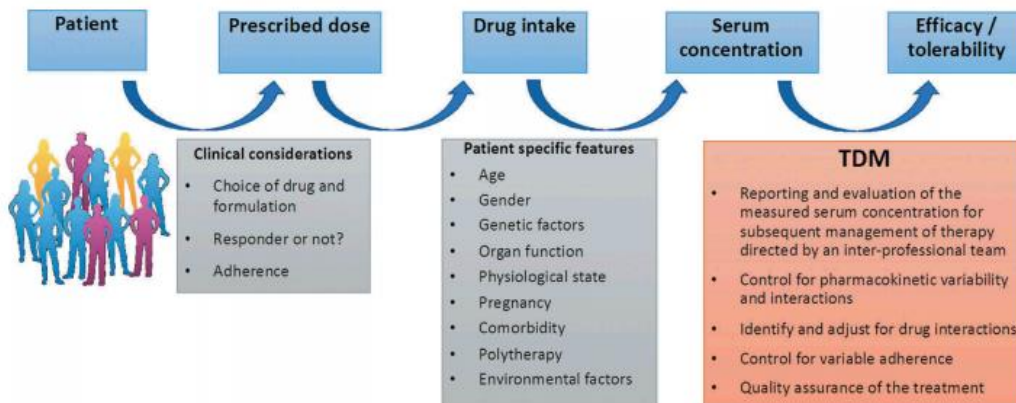 Patient
Prescribed dose
Drug intake
Serum
concentration
Efficacy /
tolerability
Clinical considerations
• Choice of drug and
formulation
• Responder or not?
• Adherence
Patient specific features
• Age
• Gender
• Genetic factors
• Organ function
• Physiological state
• Pregnancy
• Comorbidity
• Polytherapy
• Environmental factors
TDM
• Reporting and evaluation of the
measured serum concentration for
subsequent management of therapy
directed by an inter-professional team
• Control for pharmacokinetic variability
and interactions
• Identify and adjust for drug interactions
• Control for variable adherence
• Quality assurance of the treatment